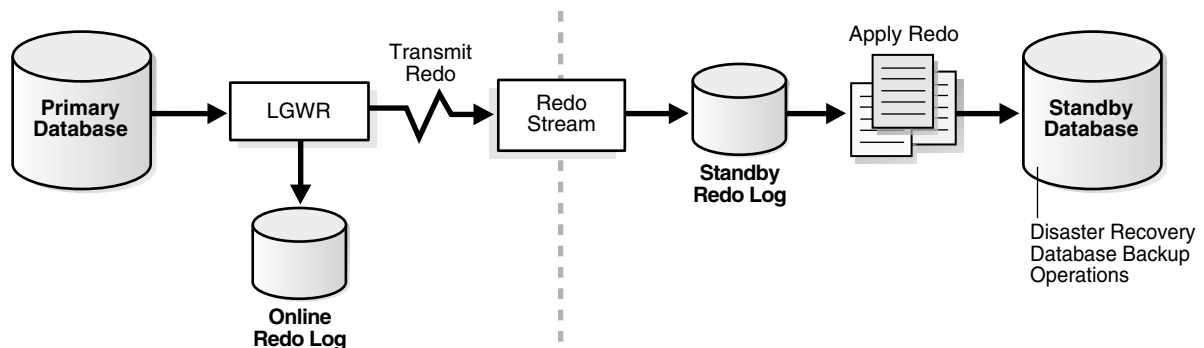 Primary
Database
LGWR
Transmit
Redo
Online
Redo Log
Redo
Stream
Standby
Redo Log
Apply Redo
Standby
Database
Disaster Recovery
Database Backup
Operations